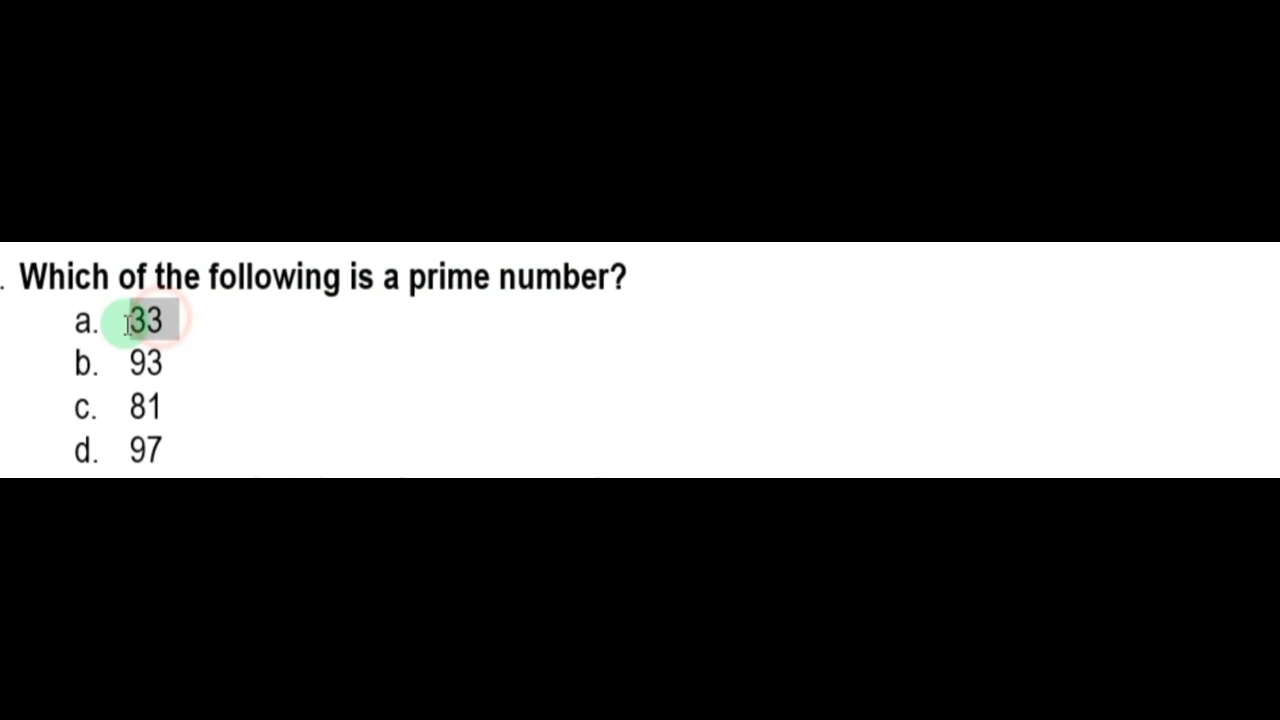 . Which of the following is a prime number?
a. 33
b. 93
c. 81
d. 97